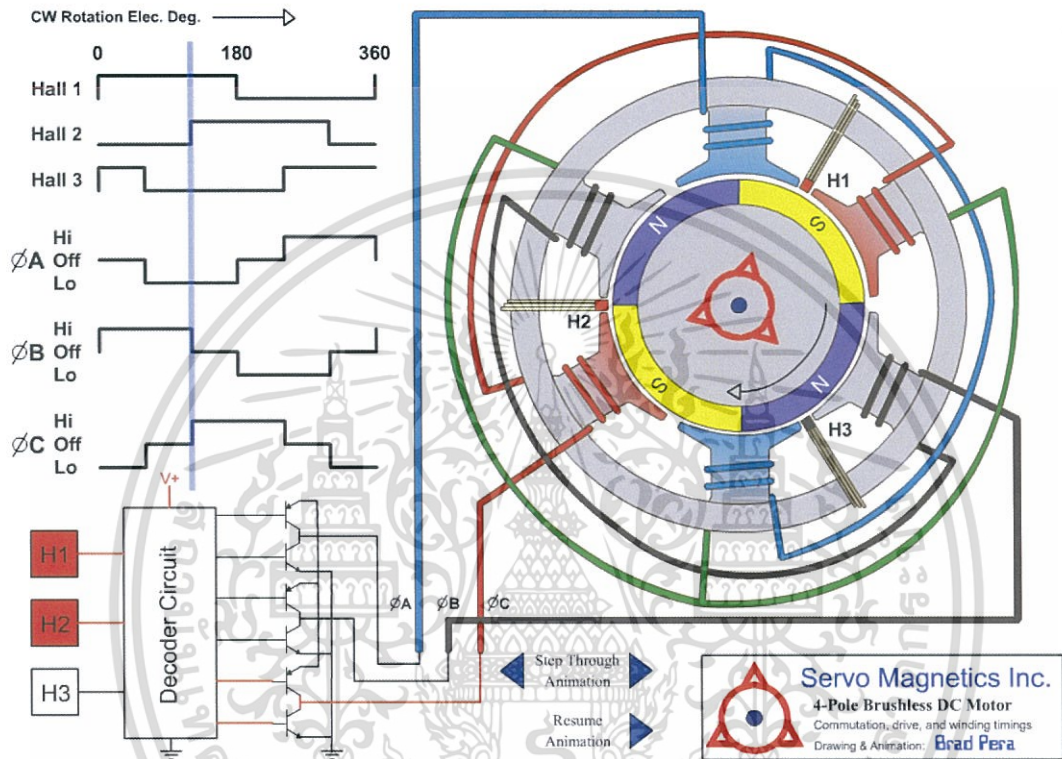 CW Rotation Elec. Deg.
0 180 360
Hall 1
Hall 2
Hall 3
ØA Hi Off Lo
ØB Hi Off Lo
ØC Hi Off Lo
V+
H1
H2
H3
Decoder Circuit
ØA ØB ØC
H1
H2
H3
N
S
N
S
Step Through
Animation
Resume
Animation
Servo Magnetics Inc.
4-Pole Brushless DC Motor
Commutation, drive, and winding timings
Drawing & Animation: Brad Pera